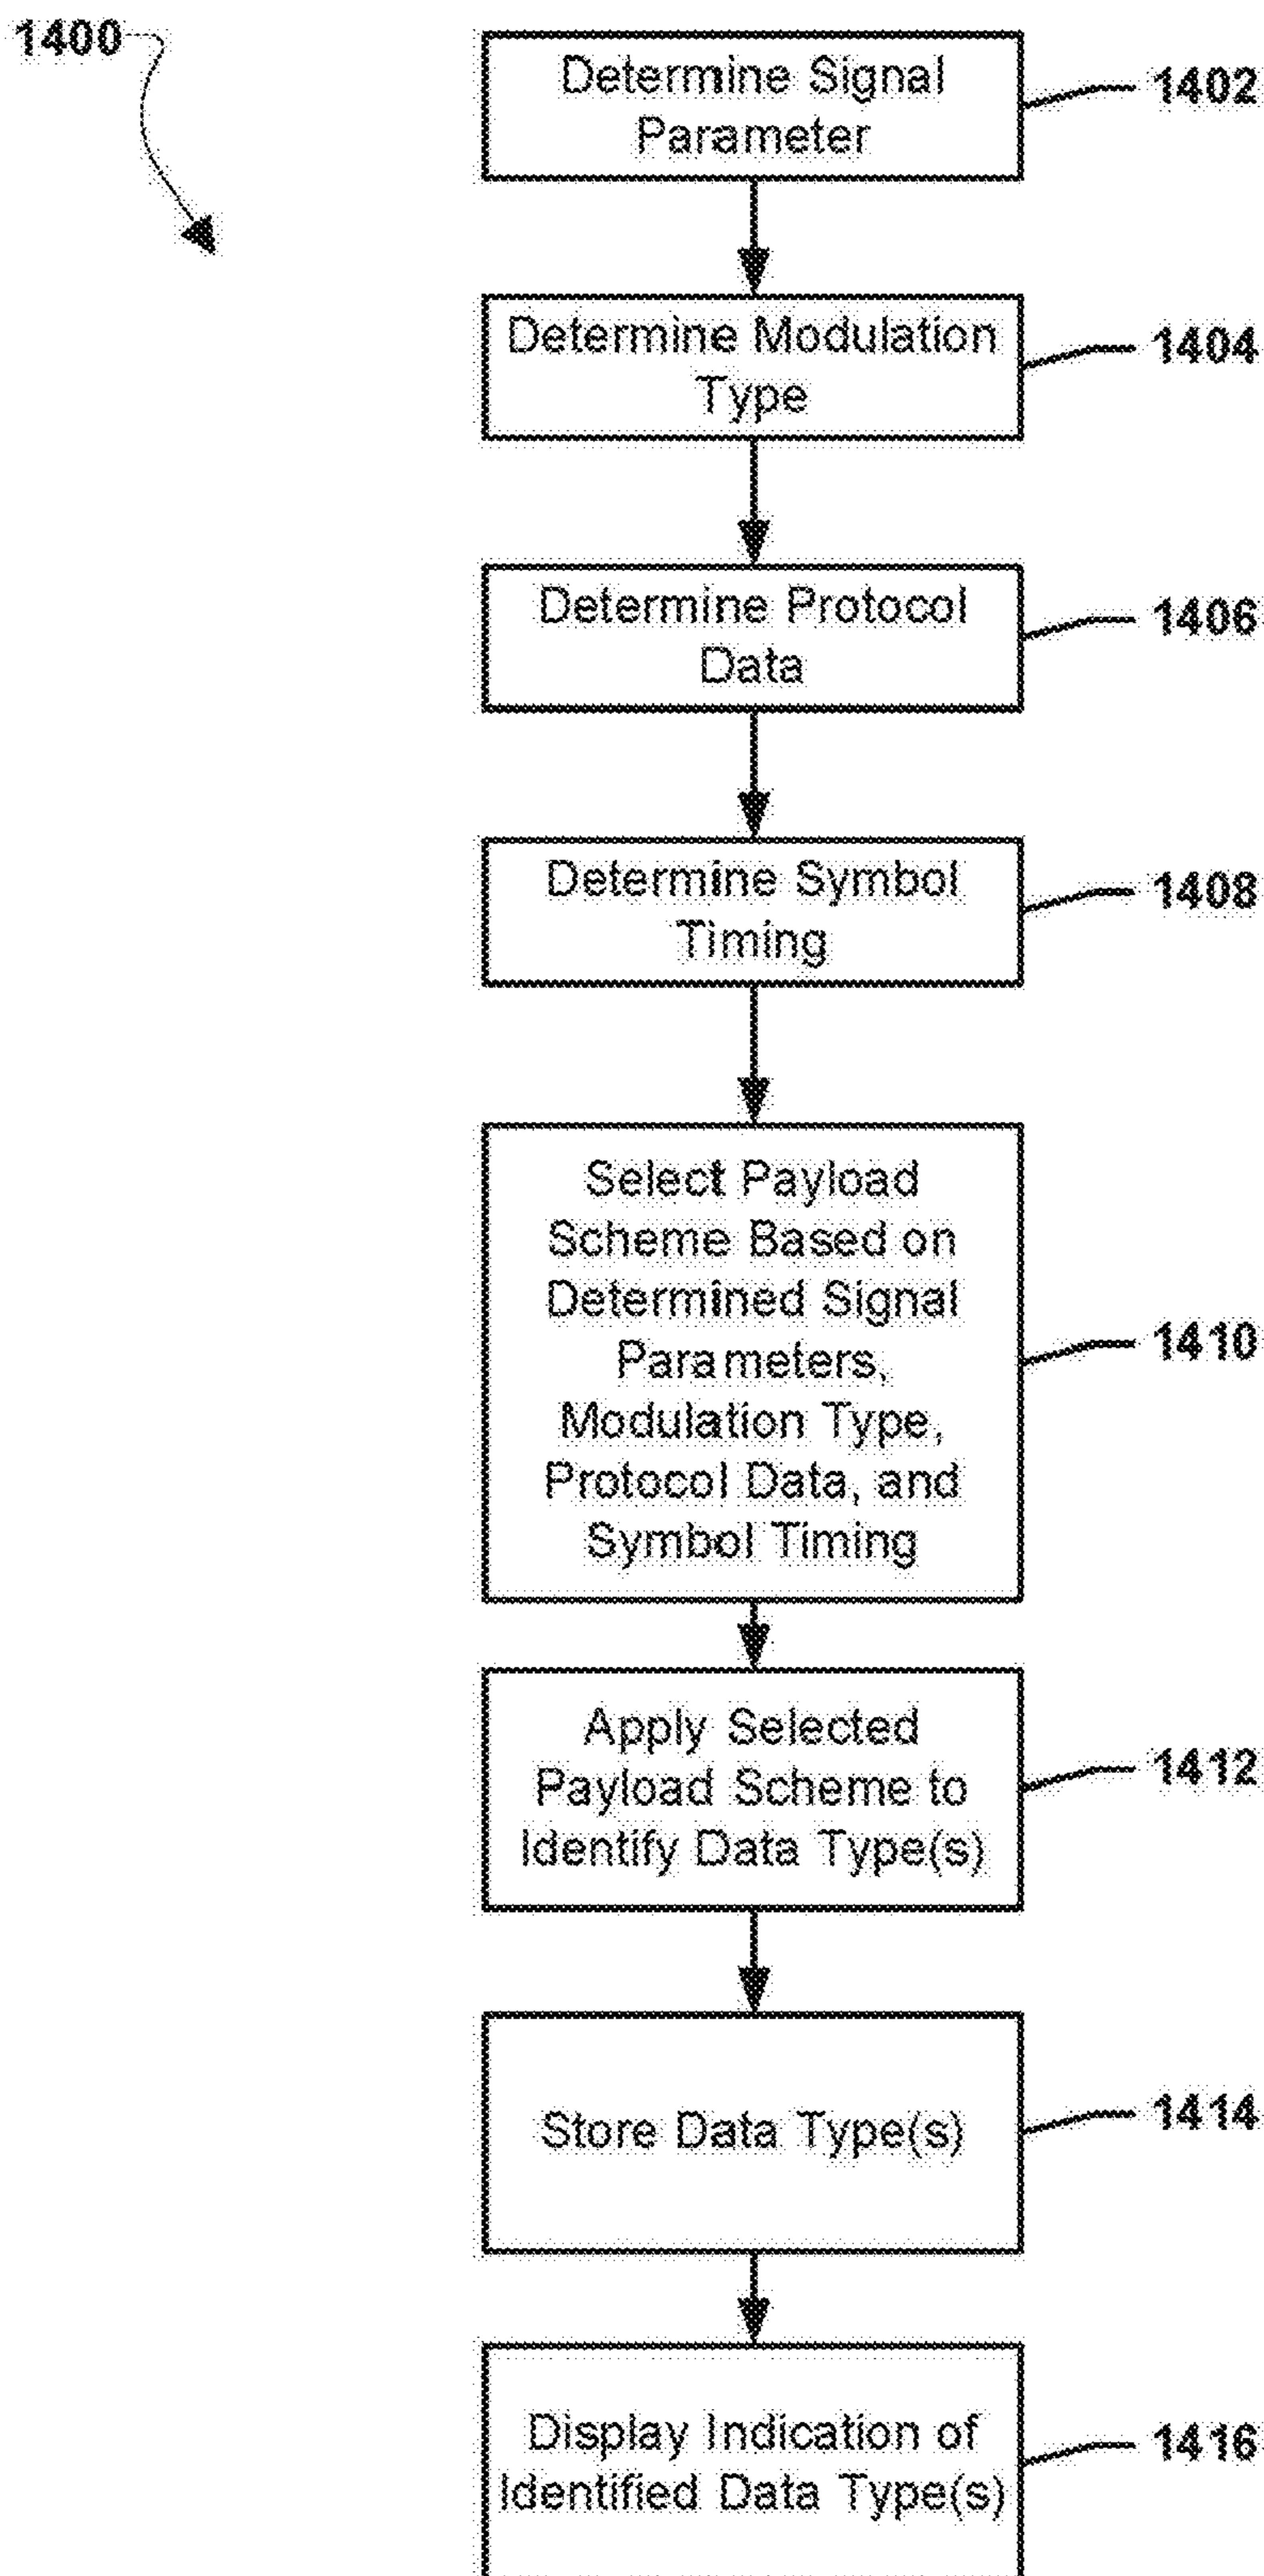 1400
Determine Signal
Parameter
1402
Determine Modulation
Type
1404
Determine Protocol
Data
1406
Determine Symbol
Timing
1408
Select Payload
Scheme Based on
Determined Signal
Parameters,
Modulation Type,
Protocol Data, and
Symbol Timing
1410
Apply Selected
Payload Scheme to
Identify Data Type(s)
1412
Store Data Type(s)
1414
Display Indication of
Identified Data Type(s)
1416